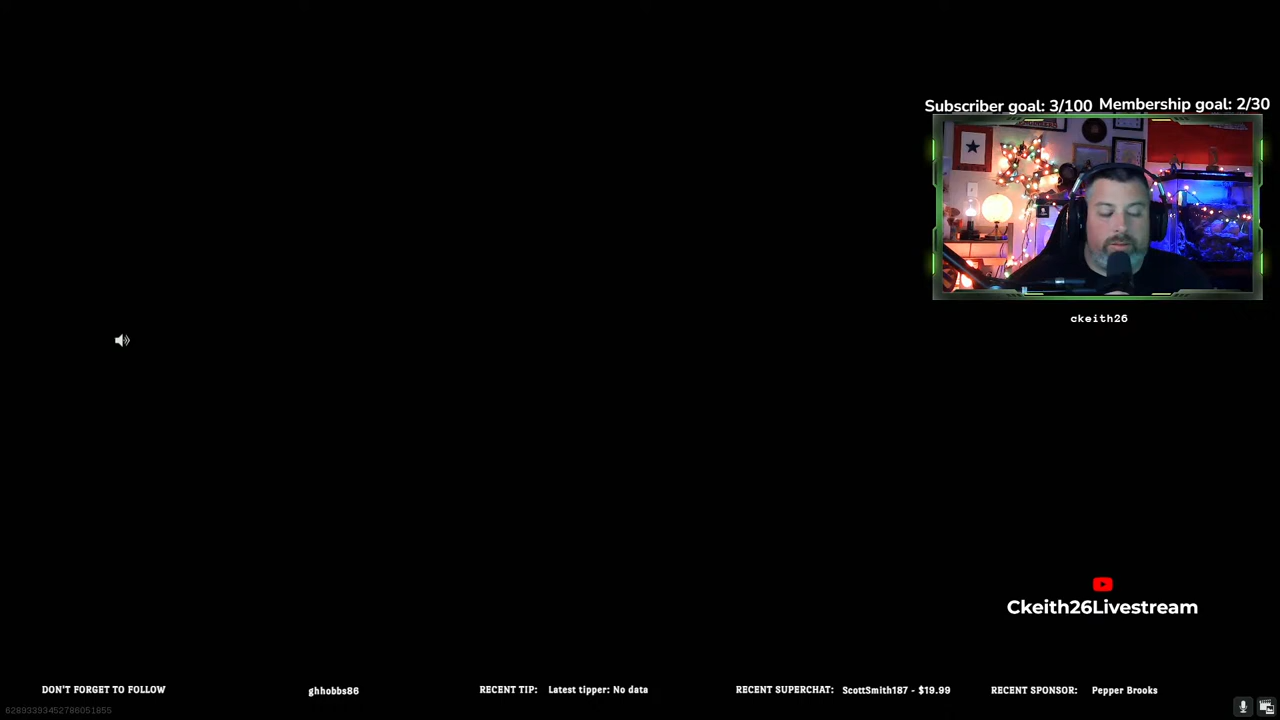 Subscriber goal: 3/100 Membership goal: 2/30
ckeith26
Ckeith26Livestream
DON'T FORGET TO FOLLOW ghhobbs86 RECENT TIP: Latest tipper: No data RECENT SUPERCHAT: ScottSmith187 - $19.99 RECENT SPONSOR: Pepper Brooks